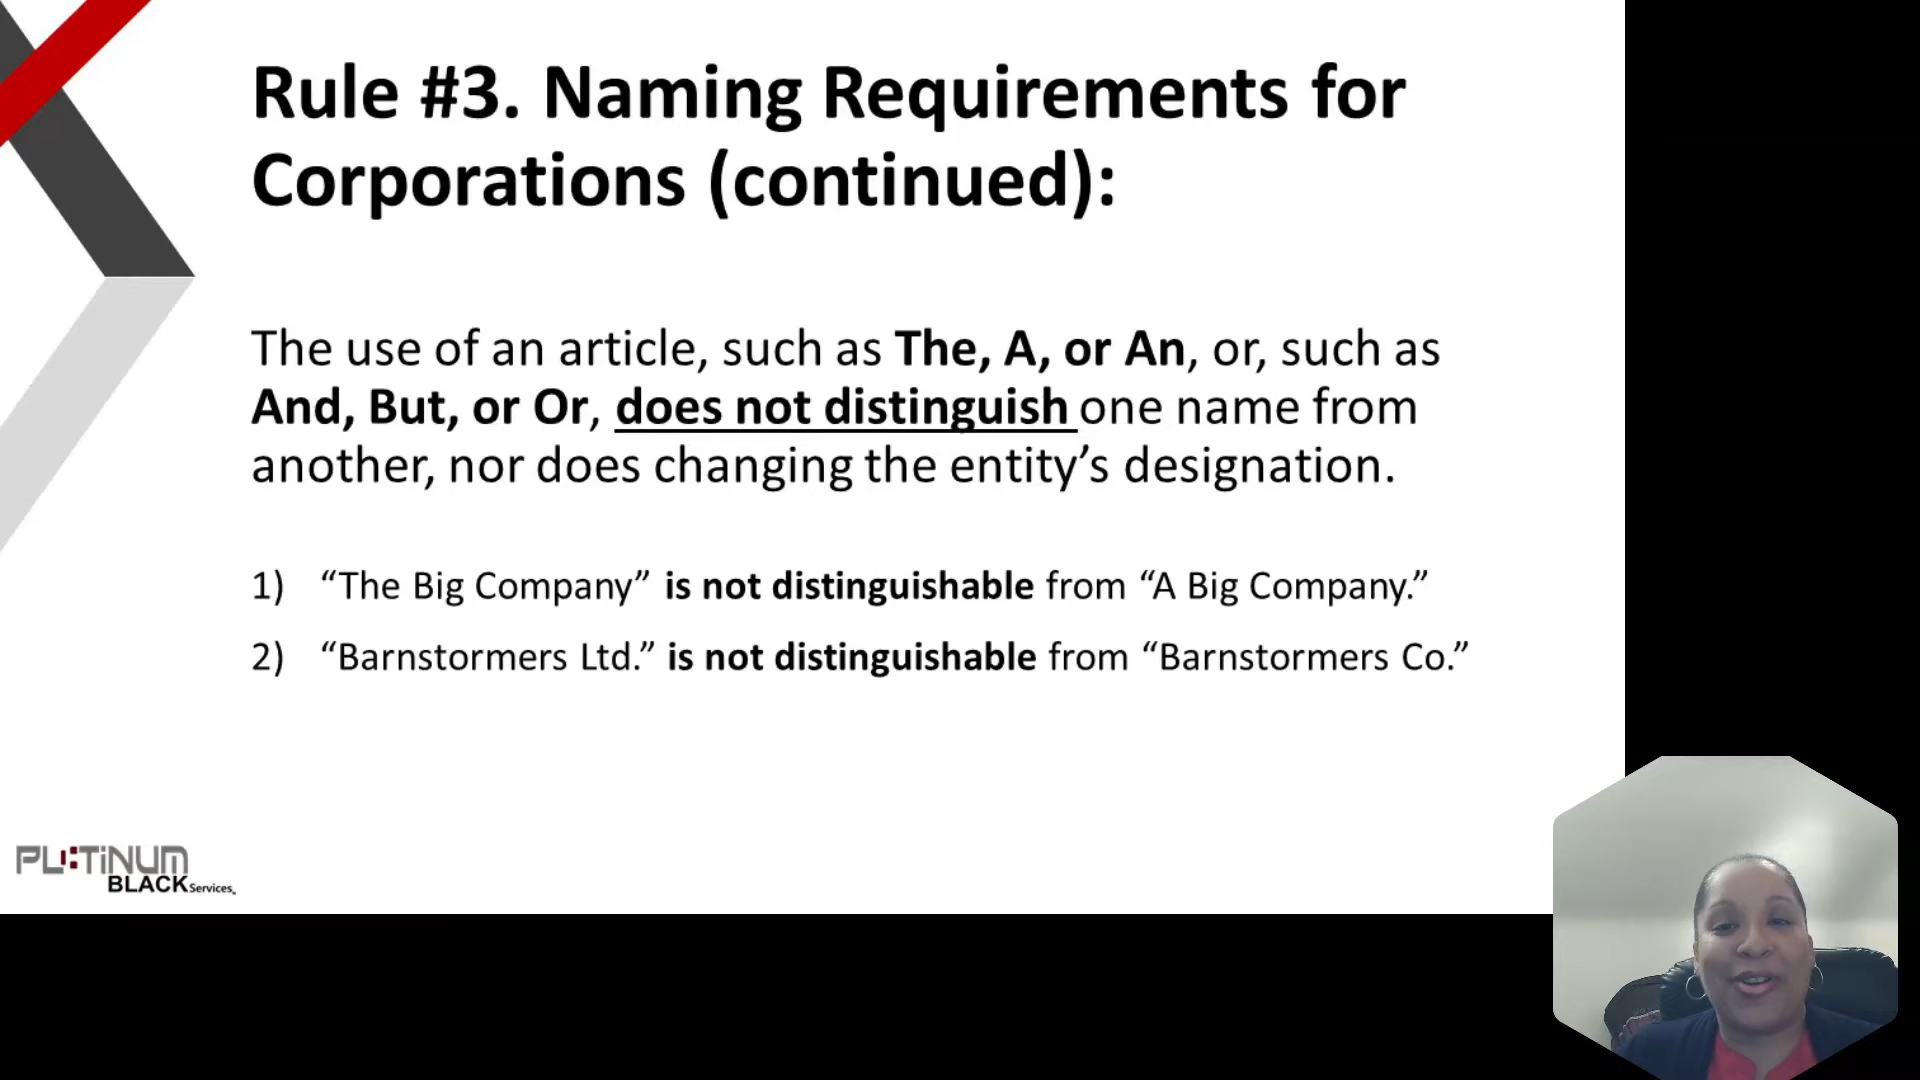 Rule #3. Naming Requirements for
Corporations (continued):
The use of an article, such as The, A, or An, or, such as
And, But, or Or, does not distinguish one name from
another, nor does changing the entity’s designation.
1) “The Big Company” is not distinguishable from “A Big Company.”
2) “Barnstormers Ltd.” is not distinguishable from “Barnstormers Co.”
PLATiNUM
BLACK Services